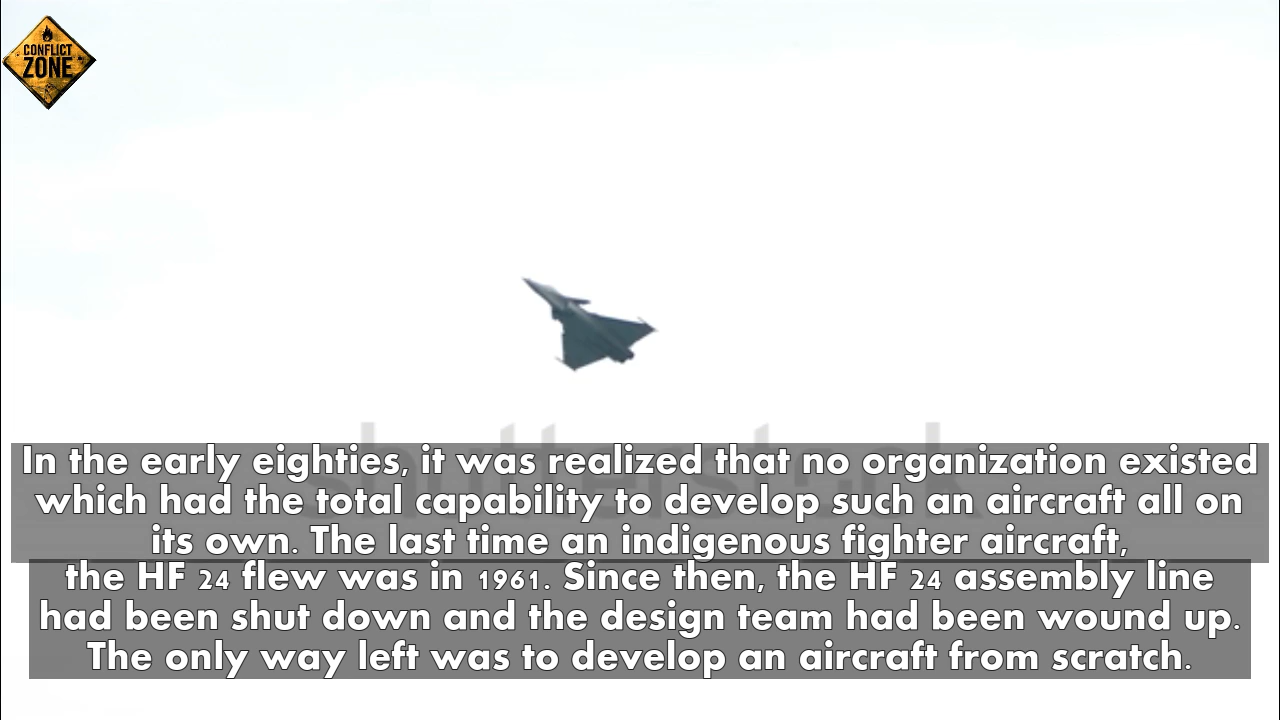 CONFLICT
ZONE
shutterstock
In the early eighties, it was realized that no organization existed
which had the total capability to develop such an aircraft all on
its own. The last time an indigenous fighter aircraft,
the HF 24 flew was in 1961. Since then, the HF 24 assembly line
had been shut down and the design team had been wound up.
The only way left was to develop an aircraft from scratch.